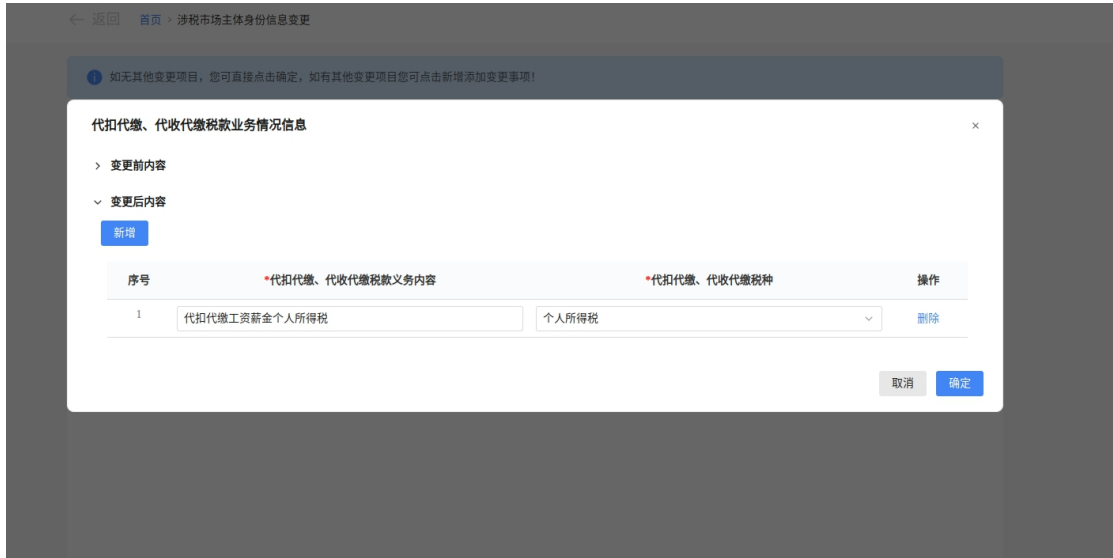 ← 返回 首页 > 涉税市场主体身份信息变更
如无其他变更项目，您可直接点击确定，如有其他变更项目您可点击新增添加变更事项！
代扣代缴、代收代缴税款业务情况信息 ×
> 变更前内容
变更后内容
新增
序号 *代扣代缴、代收代缴税款义务内容 *代扣代缴、代收代缴税种 操作
1 代扣代缴工资薪金个人所得税 个人所得税 删除
取消 确定